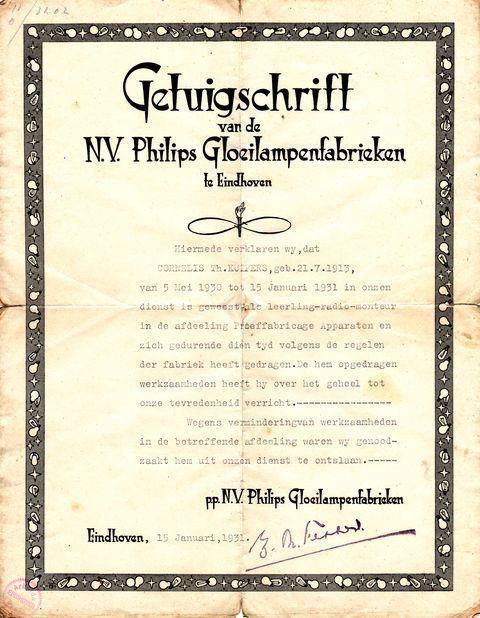 Getuigschrift
van de
N.V. Philips Gloeilampenfabrieken
te Eindhoven
Hiermede verklaren wy,dat
CORNELIS Th.KUIPERS,geb.21.7.1913,
van 5 Mei 1930 tot 15 Januari 1931 in onzen
dienst is geweest als leerling-radio-monteur
in de afdeeling Proeffabricage Apparaten en
zich gedurende dien tyd volgens de regelen
der fabriek heeft gedragen.De hem opgedragen
werkzaamheden heeft hy over het geheel tot
onze tevredenheid verricht.----------------
Wegens verminderingvan werkzaamheden
in de betreffende afdeeling waren wy genood-
zaakt hem uit onzen dienst te ontslaan.-----
p.p. N.V. Philips Gloeilampenfabrieken
Eindhoven, 15 Januari,1931.